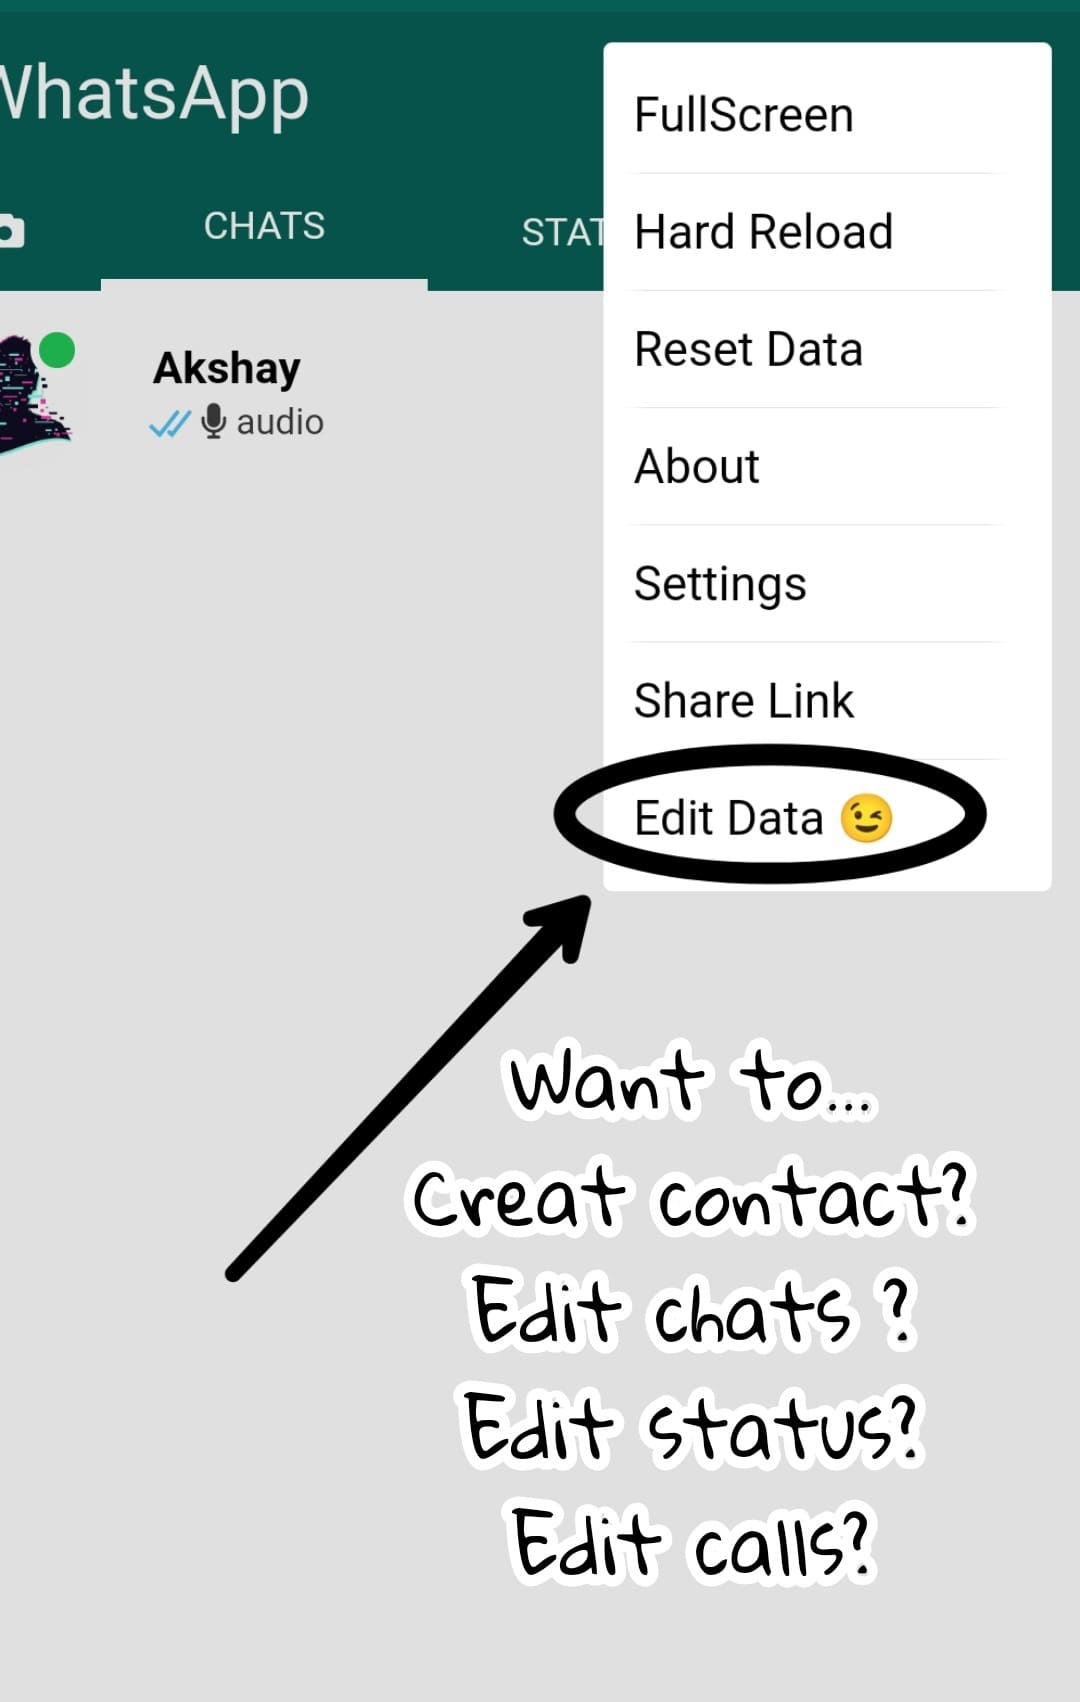 WhatsApp
CHATS
STAT
Akshay
audio
FullScreen
Hard Reload
Reset Data
About
Settings
Share Link
Edit Data 😉
Want to...
Creat contact?
Edit chats ?
Edit status?
Edit calls?